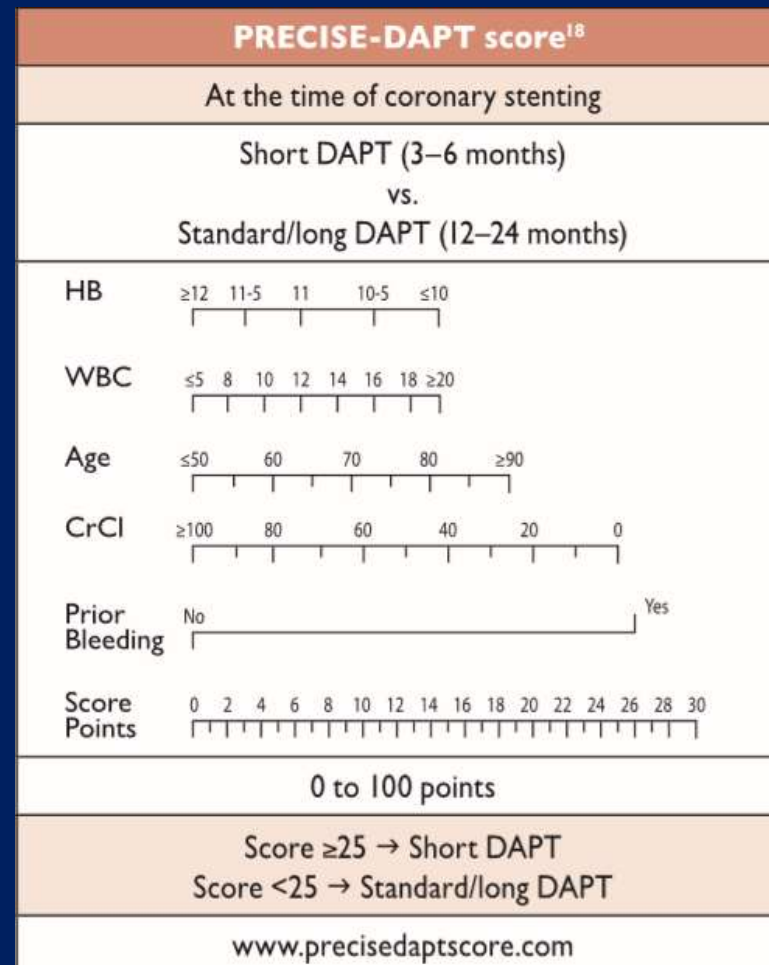 PRECISE-DAPT score18
At the time of coronary stenting
Short DAPT (3–6 months)
vs.
Standard/long DAPT (12–24 months)
HB ≥12 11-5 11 10-5 ≤10
WBC ≤5 8 10 12 14 16 18 ≥20
Age ≤50 60 70 80 ≥90
CrCl ≥100 80 60 40 20 0
Prior Bleeding No Yes
Score Points 0 2 4 6 8 10 12 14 16 18 20 22 24 26 28 30
0 to 100 points
Score ≥25 → Short DAPT
Score <25 → Standard/long DAPT
www.precisedaptscore.com